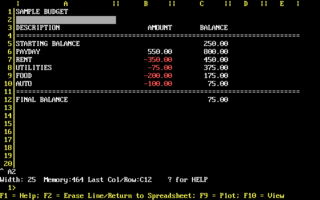 | A || B || C || D || E |
1|SAMPLE BUDGET
2|
3|DESCRIPTION AMOUNT BALANCE
4|
5|STARTING BALANCE 250.00
6|PAYDAY 550.00 800.00
7|RENT -350.00 450.00
8|UTILITIES -75.00 375.00
9|FOOD -200.00 175.00
10|AUTO -100.00 75.00
11|
12|FINAL BALANCE 75.00
13|
14|
15|
16|
17|
18|
19|
20|
^ A2
Width: 25 Memory:464 Last Col/Row:C12 ? for HELP
1>
F1 = Help; F2 = Erase Line/Return to Spreadsheet; F9 = Plot; F10 = View